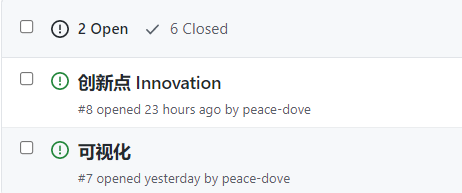 2 Open 6 Closed
创新点 Innovation
#8 opened 23 hours ago by peace-dove
可视化
#7 opened yesterday by peace-dove